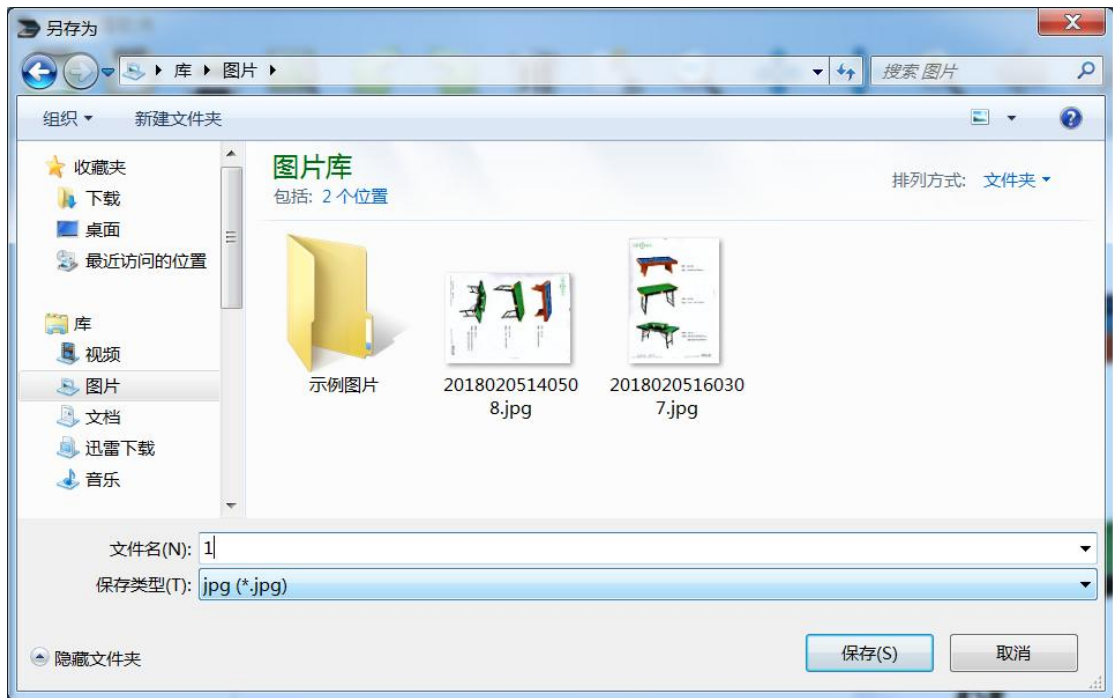 另存为
库 图片
搜索 图片
组织 新建文件夹
收藏夹
下载
桌面
最近访问的位置
库
视频
图片
文档
迅雷下载
音乐
图片库
包括: 2 个位置
排列方式: 文件夹
示例图片
2018020514050
8.jpg
2018020516030
7.jpg
文件名(N): 1
保存类型(T): jpg (*.jpg)
隐藏文件夹
保存(S) 取消